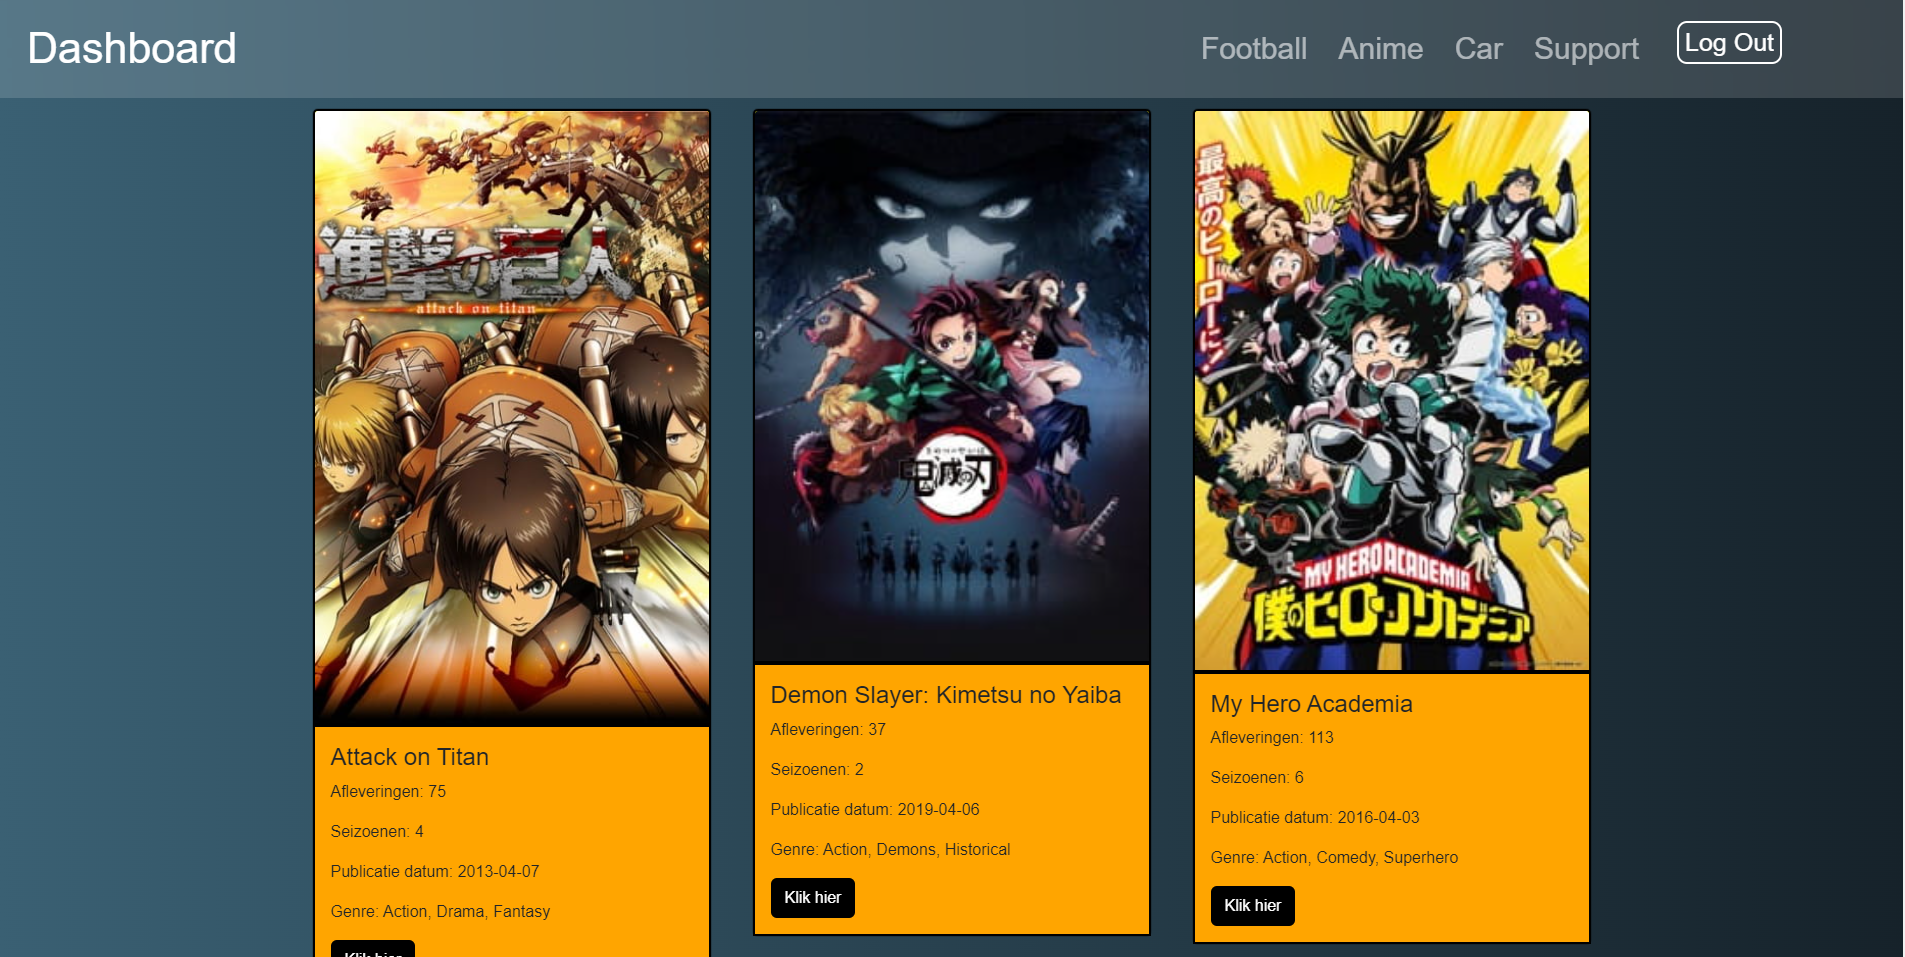 Dashboard
Football
Anime
Car
Support
Log Out
進撃の巨人
attack on titan
Attack on Titan
Afleveringen: 75
Seizoenen: 4
Publicatie datum: 2013-04-07
Genre: Action, Drama, Fantasy
Klik hier
鬼滅の刃
Demon Slayer: Kimetsu no Yaiba
Afleveringen: 37
Seizoenen: 2
Publicatie datum: 2019-04-06
Genre: Action, Demons, Historical
Klik hier
最高のヒーローに!
MY HERO ACADEMIA
僕のヒーローアカデミア
My Hero Academia
Afleveringen: 113
Seizoenen: 6
Publicatie datum: 2016-04-03
Genre: Action, Comedy, Superhero
Klik hier